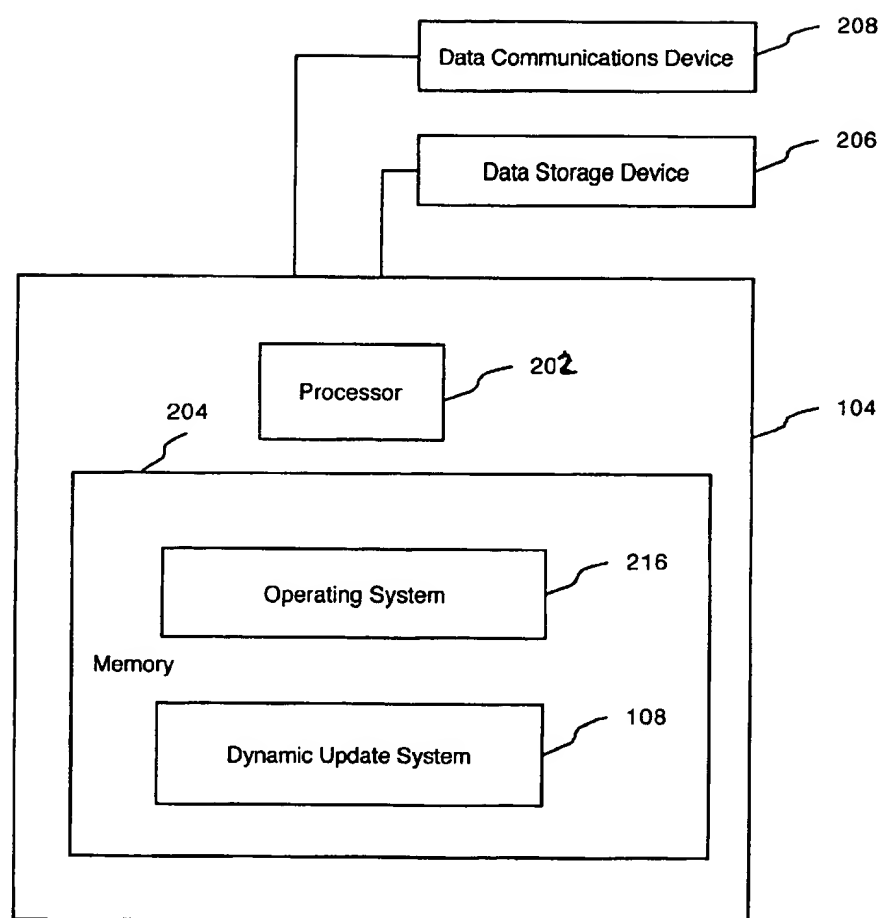 208
Data Communications Device
206
Data Storage Device
202
Processor
204
104
216
Operating System
Memory
108
Dynamic Update System